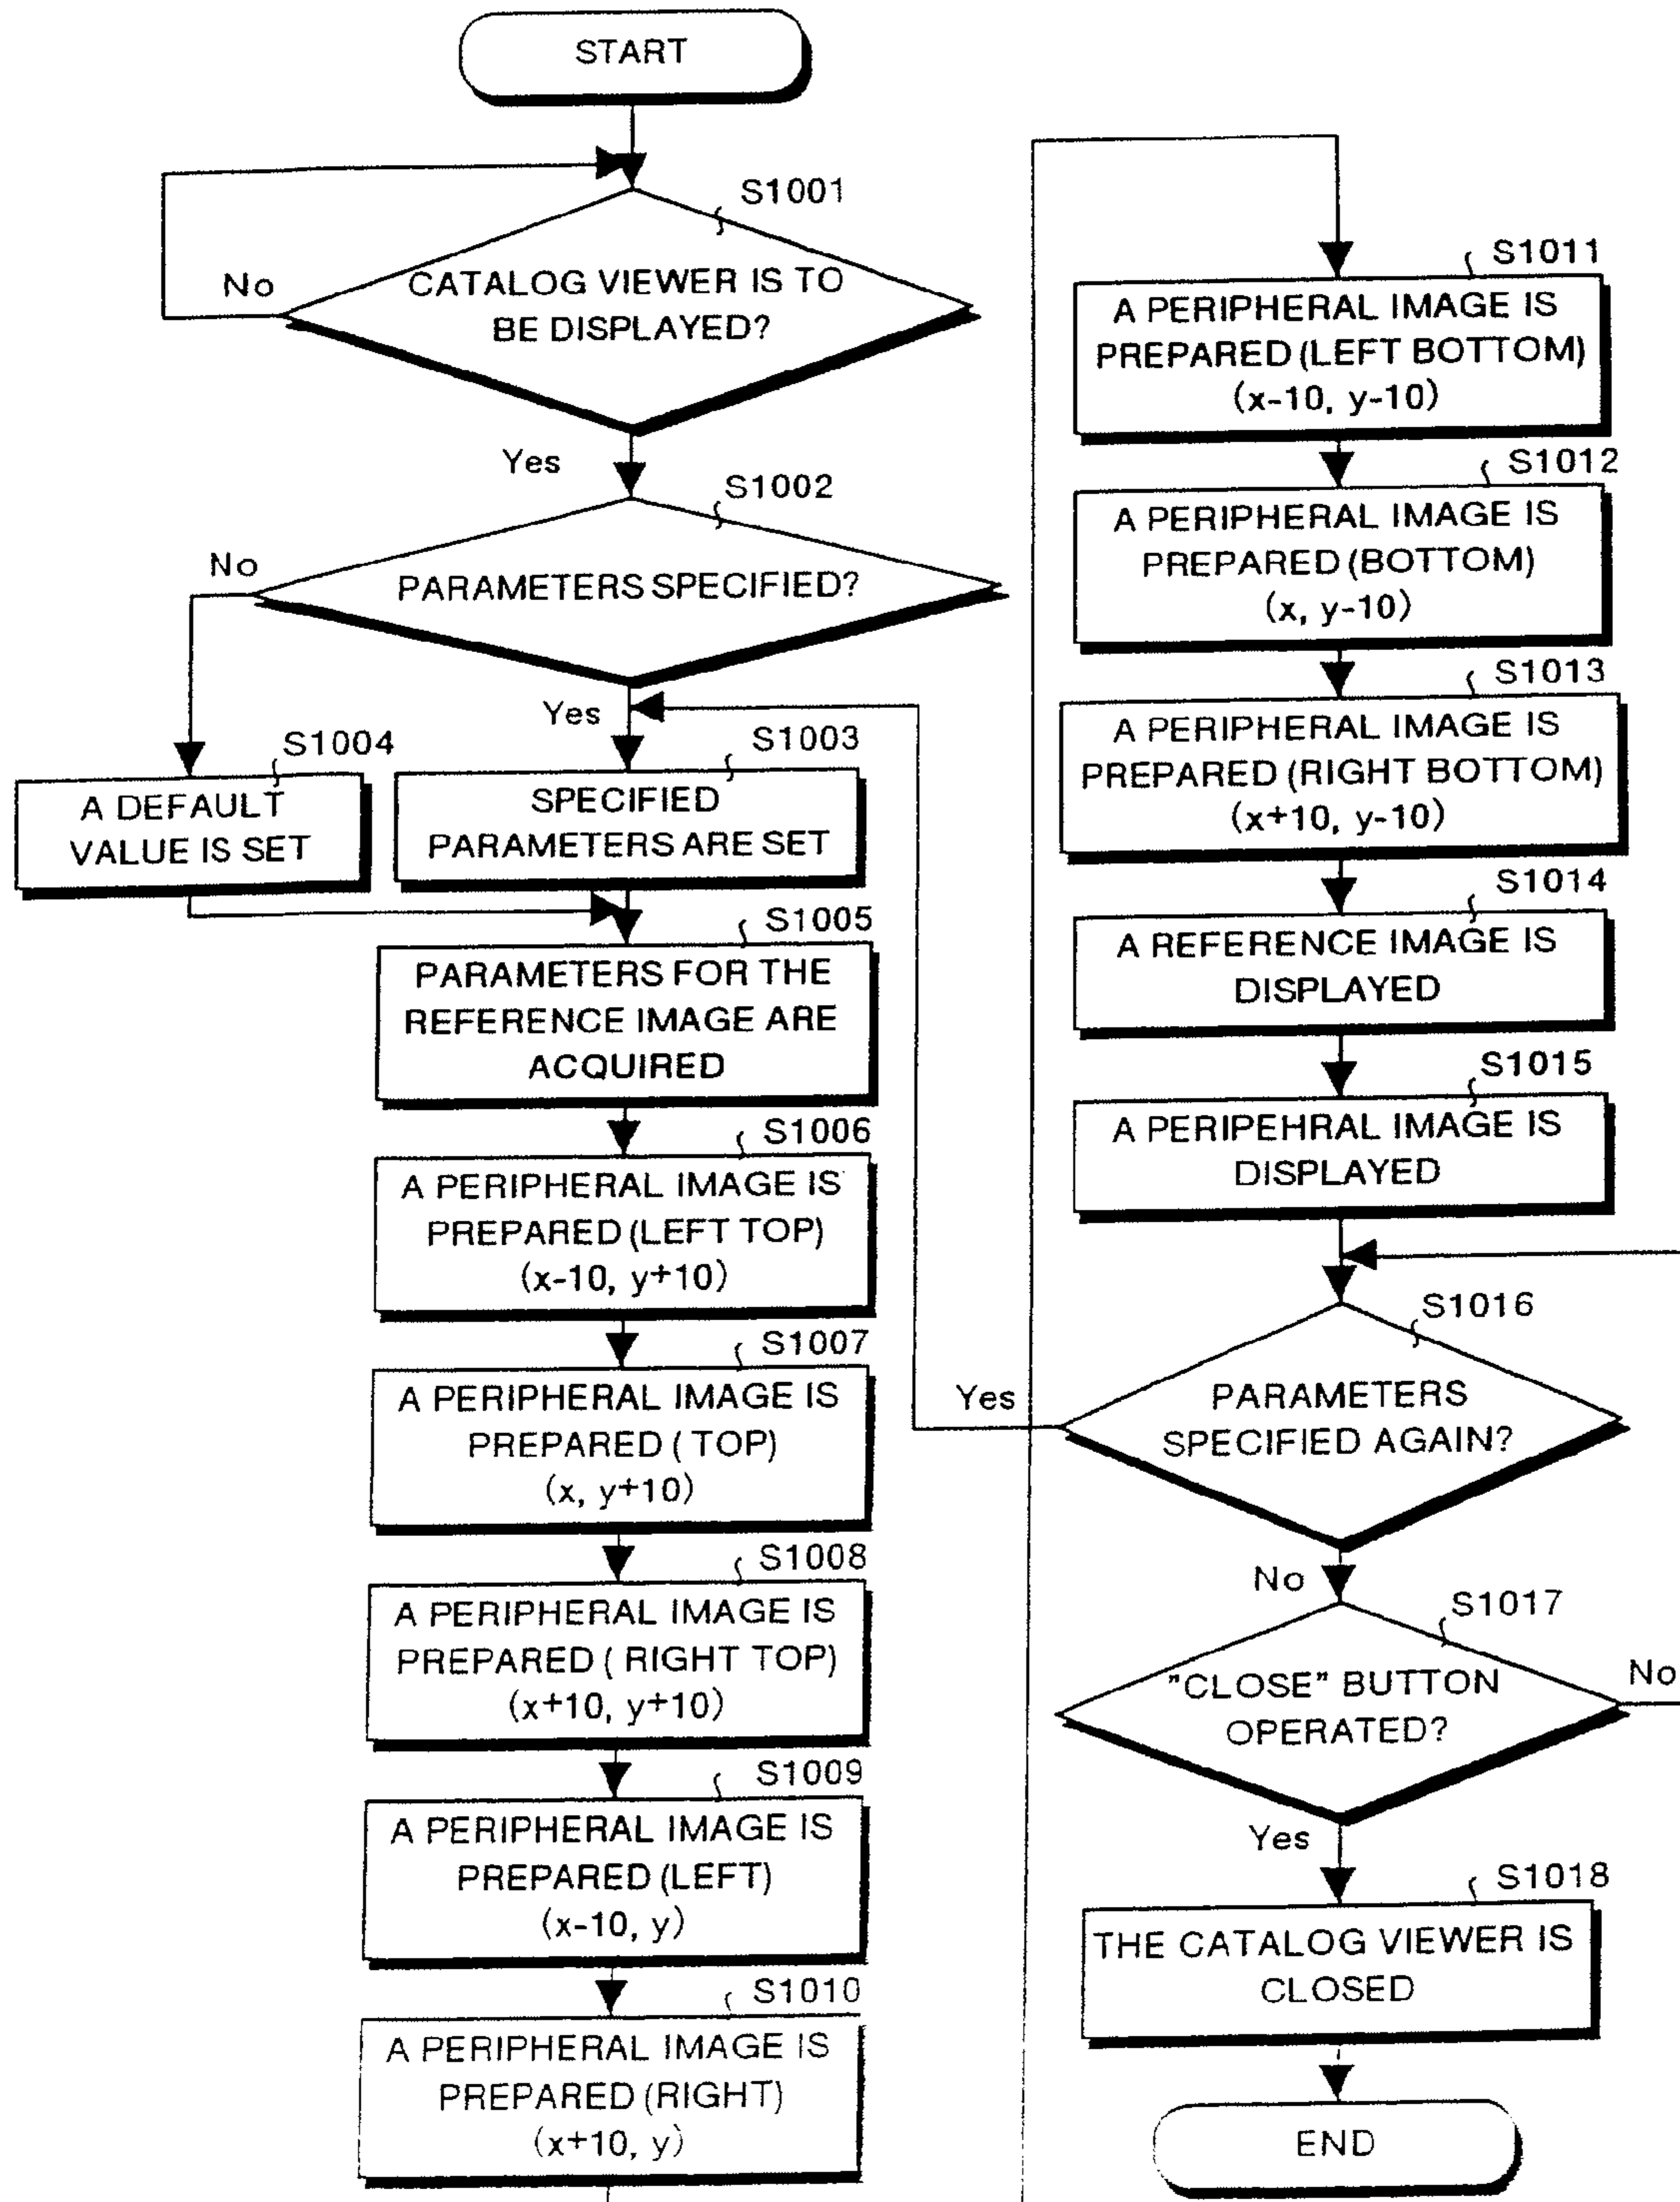 START
S1001
No
CATALOG VIEWER IS TO
BE DISPLAYED?
Yes
S1002
No
PARAMETERS SPECIFIED?
Yes
S1004
A DEFAULT
VALUE IS SET
S1003
SPECIFIED
PARAMETERS ARE SET
S1005
PARAMETERS FOR THE
REFERENCE IMAGE ARE
ACQUIRED
S1006
A PERIPHERAL IMAGE IS
PREPARED (LEFT TOP)
(x-10, y+10)
S1007
A PERIPHERAL IMAGE IS
PREPARED ( TOP)
(x, y+10)
S1008
A PERIPHERAL IMAGE IS
PREPARED ( RIGHT TOP)
(x+10, y+10)
S1009
A PERIPHERAL IMAGE IS
PREPARED (LEFT)
(x-10, y)
S1010
A PERIPHERAL IMAGE IS
PREPARED (RIGHT)
(x+10, y)
S1011
A PERIPHERAL IMAGE IS
PREPARED (LEFT BOTTOM)
(x-10, y-10)
S1012
A PERIPHERAL IMAGE IS
PREPARED (BOTTOM)
(x, y-10)
S1013
A PERIPHERAL IMAGE IS
PREPARED (RIGHT BOTTOM)
(x+10, y-10)
S1014
A REFERENCE IMAGE IS
DISPLAYED
S1015
A PERIPEHRAL IMAGE IS
DISPLAYED
S1016
Yes
PARAMETERS
SPECIFIED AGAIN?
No
S1017
"CLOSE" BUTTON
OPERATED?
No
Yes
S1018
THE CATALOG VIEWER IS
CLOSED
END